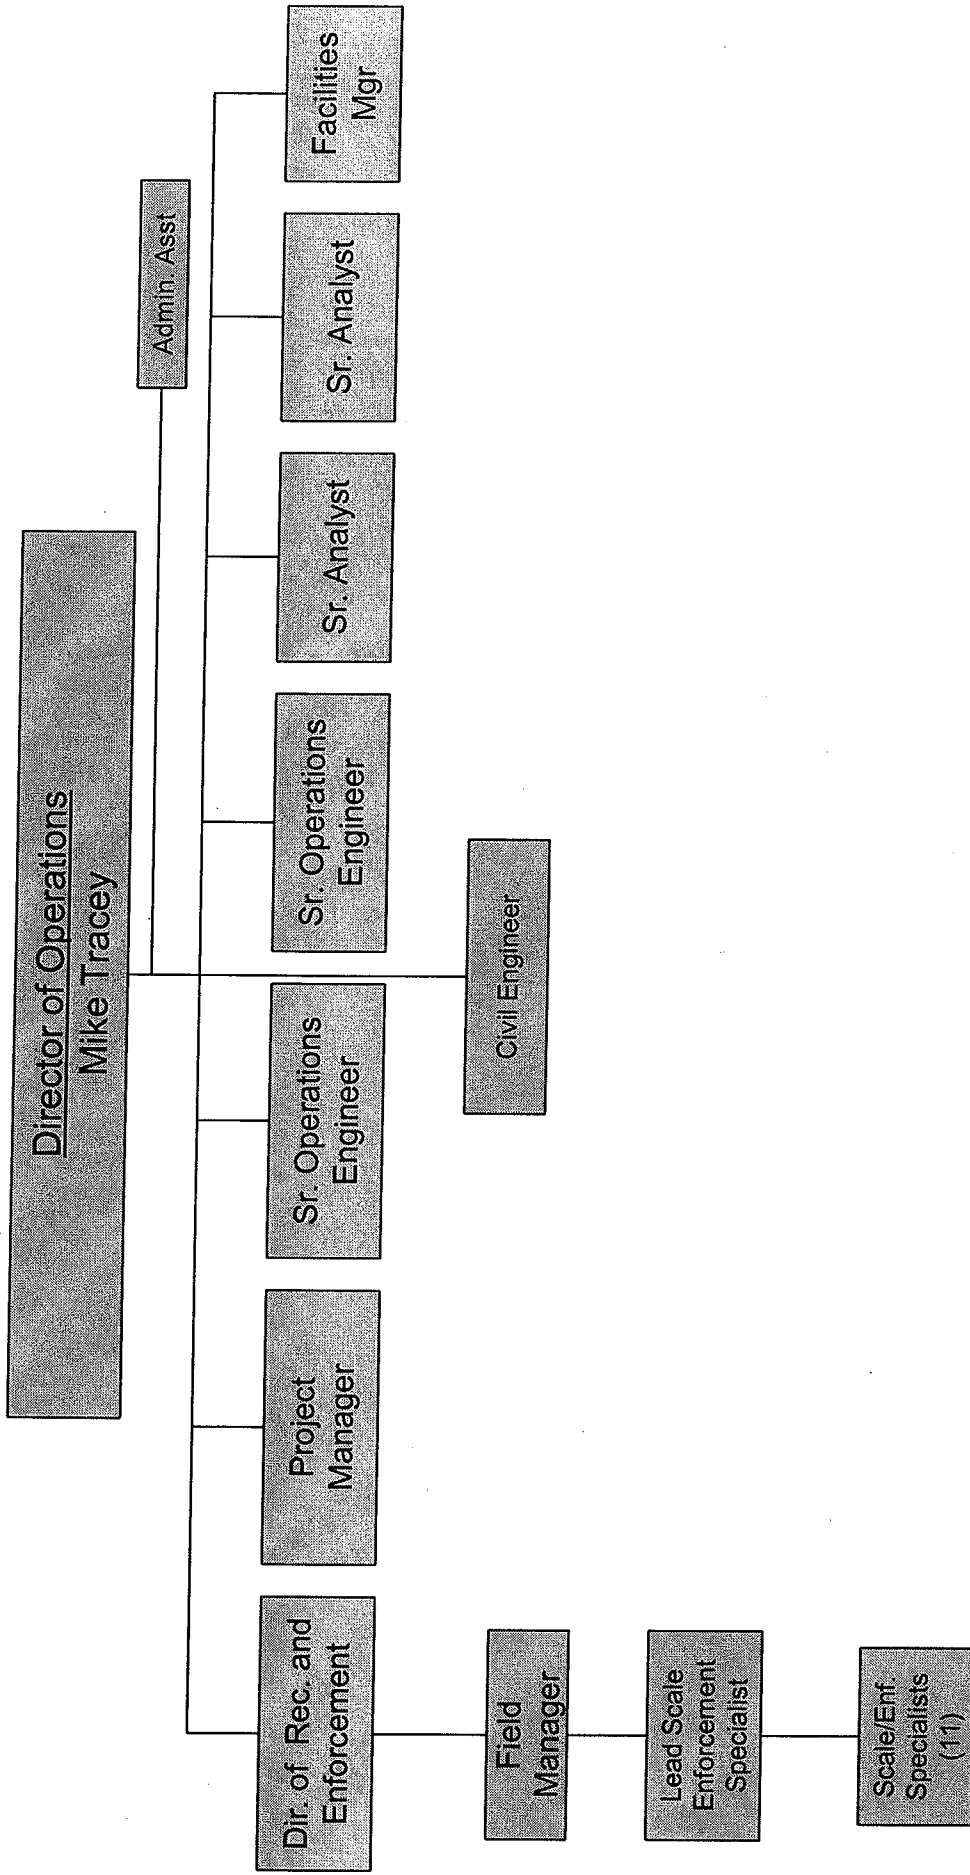 Director of Operations
Mike Tracey
Admin. Asst
Dir. of Rec. and
Enforcement
Project
Manager
Sr. Operations
Engineer
Sr. Operations
Engineer
Sr. Analyst
Sr. Analyst
Facilities
Mgr
Field
Manager
Civil Engineer
Lead Scale
Enforcement
Specialist
Scale/Enf.
Specialists
(11)